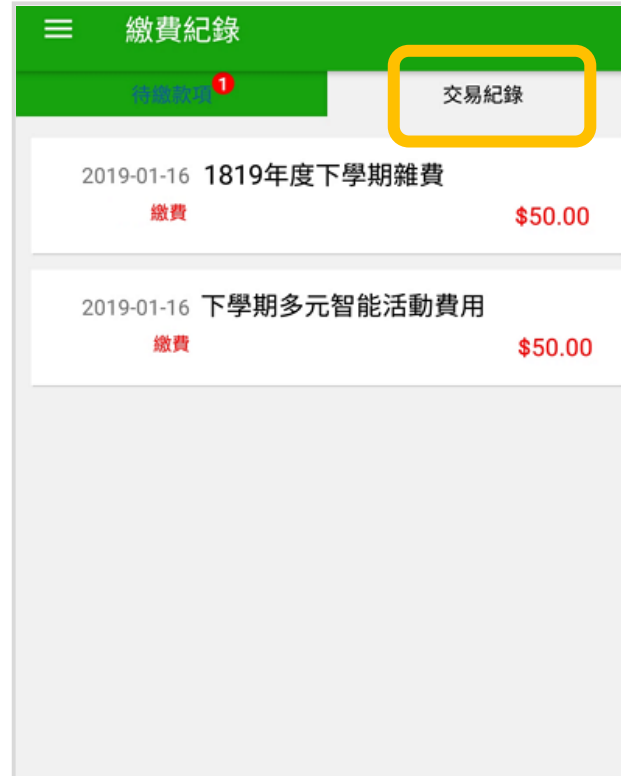 繳費紀錄
待繳款項 1
交易紀錄
2019-01-16 1819年度下學期雜費
繳費 $50.00
2019-01-16 下學期多元智能活動費用
繳費 $50.00